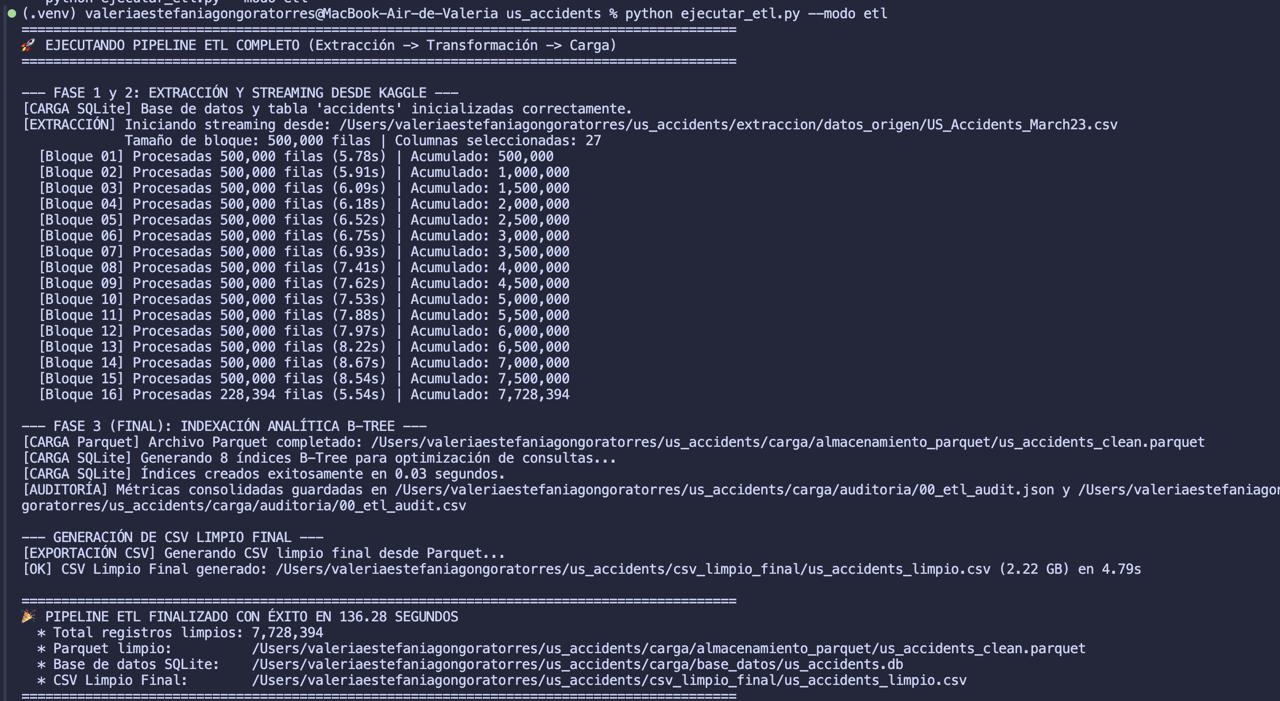 python ejecutar_etl.py --modo etl
(.venv) valeriaestefaniagongoratorres@MacBook-Air-de-Valeria us_accidents % python ejecutar_etl.py --modo etl
==========================================================================================
🚀 EJECUTANDO PIPELINE ETL COMPLETO (Extracción -> Transformación -> Carga)
==========================================================================================
--- FASE 1 y 2: EXTRACCIÓN Y STREAMING DESDE KAGGLE ---
[CARGA SQLite] Base de datos y tabla 'accidents' inicializadas correctamente.
[EXTRACCIÓN] Iniciando streaming desde: /Users/valeriaestefaniagongoratorres/us_accidents/extraccion/datos_origen/US_Accidents_March23.csv
Tamaño de bloque: 500,000 filas | Columnas seleccionadas: 27
[Bloque 01] Procesadas 500,000 filas (5.78s) | Acumulado: 500,000
[Bloque 02] Procesadas 500,000 filas (5.91s) | Acumulado: 1,000,000
[Bloque 03] Procesadas 500,000 filas (6.09s) | Acumulado: 1,500,000
[Bloque 04] Procesadas 500,000 filas (6.18s) | Acumulado: 2,000,000
[Bloque 05] Procesadas 500,000 filas (6.52s) | Acumulado: 2,500,000
[Bloque 06] Procesadas 500,000 filas (6.75s) | Acumulado: 3,000,000
[Bloque 07] Procesadas 500,000 filas (6.93s) | Acumulado: 3,500,000
[Bloque 08] Procesadas 500,000 filas (7.41s) | Acumulado: 4,000,000
[Bloque 09] Procesadas 500,000 filas (7.62s) | Acumulado: 4,500,000
[Bloque 10] Procesadas 500,000 filas (7.53s) | Acumulado: 5,000,000
[Bloque 11] Procesadas 500,000 filas (7.88s) | Acumulado: 5,500,000
[Bloque 12] Procesadas 500,000 filas (7.97s) | Acumulado: 6,000,000
[Bloque 13] Procesadas 500,000 filas (8.22s) | Acumulado: 6,500,000
[Bloque 14] Procesadas 500,000 filas (8.67s) | Acumulado: 7,000,000
[Bloque 15] Procesadas 500,000 filas (8.54s) | Acumulado: 7,500,000
[Bloque 16] Procesadas 228,394 filas (5.54s) | Acumulado: 7,728,394
--- FASE 3 (FINAL): INDEXACIÓN ANALÍTICA B-TREE ---
[CARGA Parquet] Archivo Parquet completado: /Users/valeriaestefaniagongoratorres/us_accidents/carga/almacenamiento_parquet/us_accidents_clean.parquet
[CARGA SQLite] Generando 8 índices B-Tree para optimización de consultas...
[CARGA SQLite] Índices creados exitosamente en 0.03 segundos.
[AUDITORÍA] Métricas consolidadas guardadas en /Users/valeriaestefaniagongoratorres/us_accidents/carga/auditoria/00_etl_audit.json y /Users/valeriaestefaniagon
goratorres/us_accidents/carga/auditoria/00_etl_audit.csv
--- GENERACIÓN DE CSV LIMPIO FINAL ---
[EXPORTACIÓN CSV] Generando CSV limpio final desde Parquet...
[OK] CSV Limpio Final generado: /Users/valeriaestefaniagongoratorres/us_accidents/csv_limpio_final/us_accidents_limpio.csv (2.22 GB) en 4.79s
==========================================================================================
🎉 PIPELINE ETL FINALIZADO CON ÉXITO EN 136.28 SEGUNDOS
* Total registros limpios: 7,728,394
* Parquet limpio: /Users/valeriaestefaniagongoratorres/us_accidents/carga/almacenamiento_parquet/us_accidents_clean.parquet
* Base de datos SQLite: /Users/valeriaestefaniagongoratorres/us_accidents/carga/base_datos/us_accidents.db
* CSV Limpio Final: /Users/valeriaestefaniagongoratorres/us_accidents/csv_limpio_final/us_accidents_limpio.csv
==========================================================================================